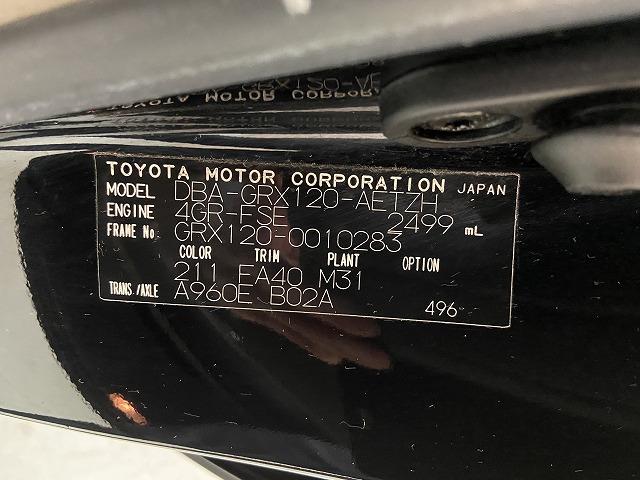 TOYOTA MOTOR CORPORATION JAPAN
MODEL DBA-GRX120-AETZH
ENGINE 4GR-FSE 2499 mL
FRAME No GRX120-0010283
COLOR TRIM PLANT OPTION
211 FA40 M31
TRANS./AXLE A960E B02A
496